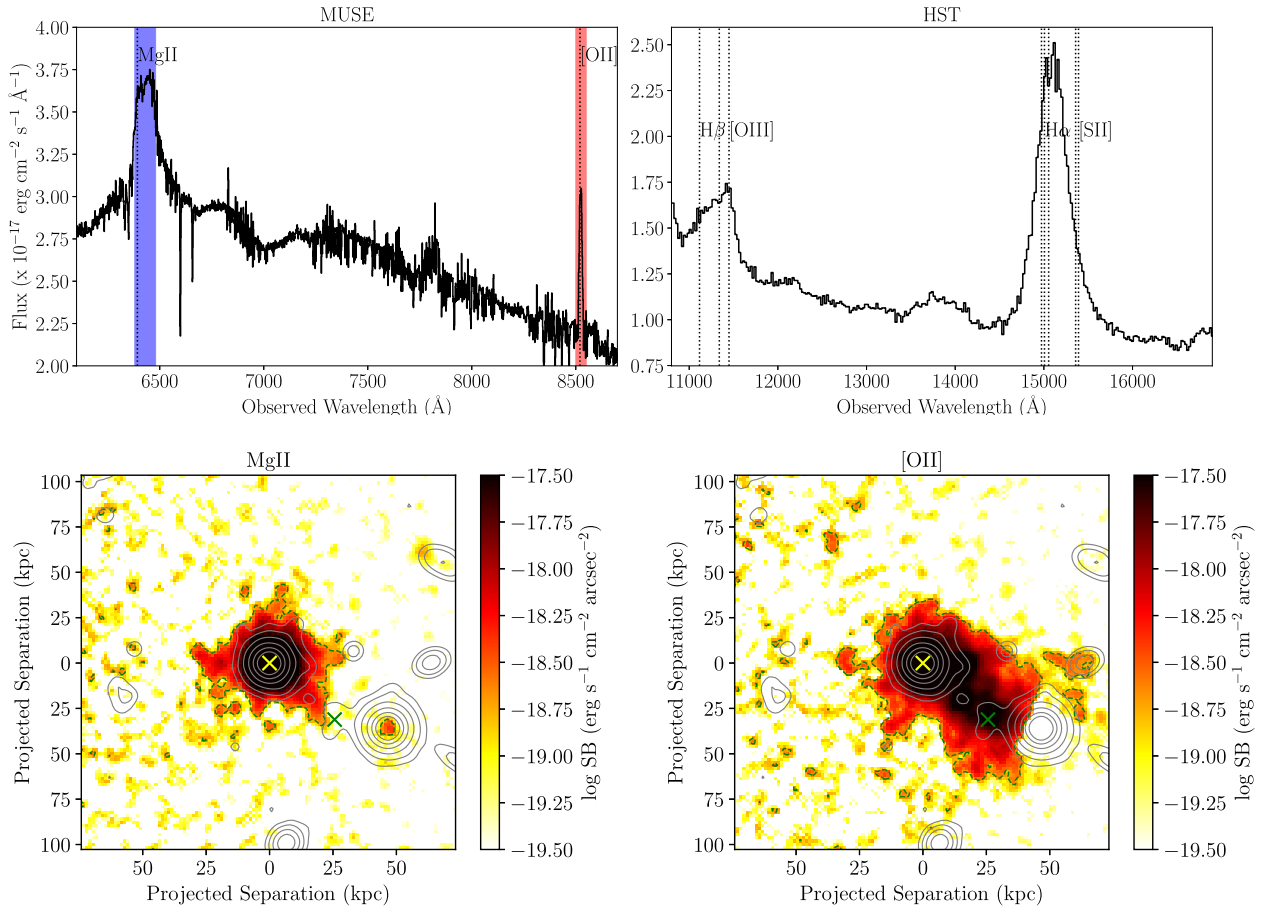 MUSE
HST
Flux (x 10⁻¹⁷ erg cm⁻² s⁻¹ Å⁻¹)
4.00
3.75
3.50
3.25
3.00
2.75
2.50
2.25
2.00
MgII
[OII]
6500 7000 7500 8000 8500
Observed Wavelength (Å)
2.50
2.25
2.00
1.75
1.50
1.25
1.00
0.75
Hβ [OIII]
Hα [SII]
11000 12000 13000 14000 15000 16000
Observed Wavelength (Å)
MgII
Projected Separation (kpc)
100
75
50
25
0
25
50
75
100
50 25 0 25 50
Projected Separation (kpc)
−17.50
−17.75
−18.00
−18.25
−18.50
−18.75
−19.00
−19.25
−19.50
log SB (erg s⁻¹ cm⁻² arcsec⁻²)
[OII]
Projected Separation (kpc)
100
75
50
25
0
25
50
75
100
50 25 0 25 50
Projected Separation (kpc)
−17.50
−17.75
−18.00
−18.25
−18.50
−18.75
−19.00
−19.25
−19.50
log SB (erg s⁻¹ cm⁻² arcsec⁻²)